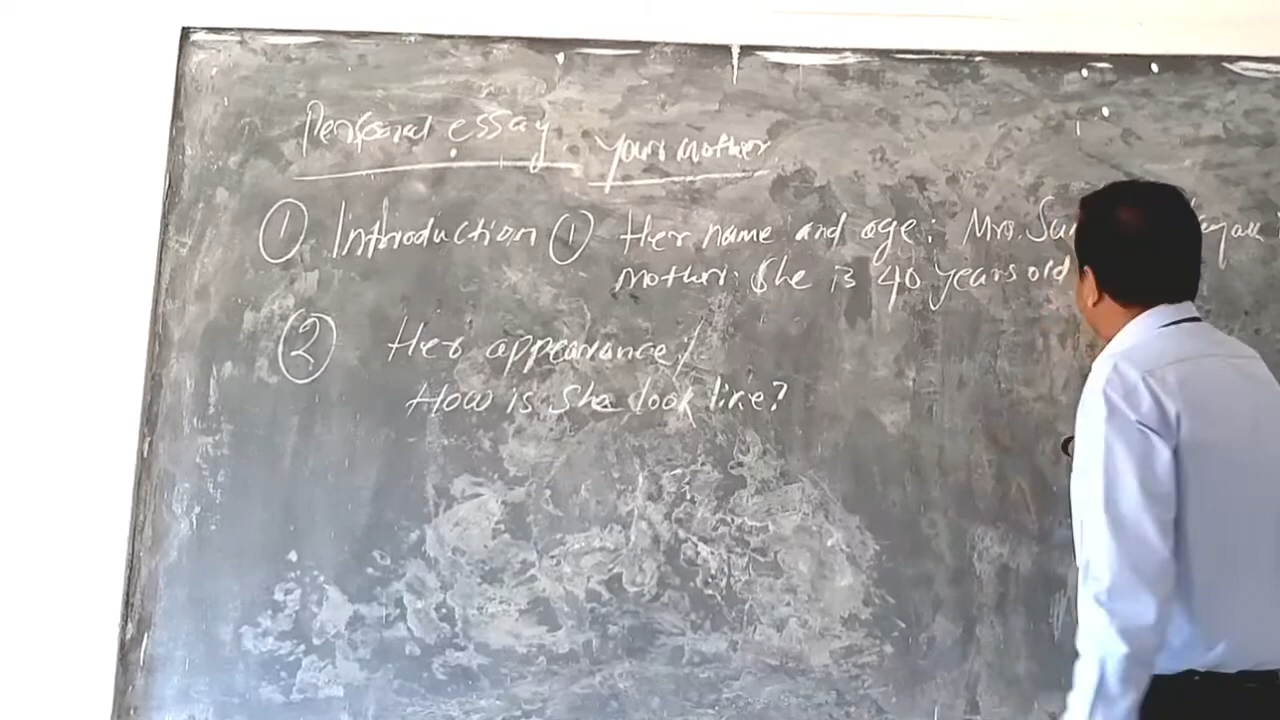 Personal essay Your mother
① Introduction ① Her name and age: Mrs.
mother. She is 40 years old
② Her appearance/
How is she look like?